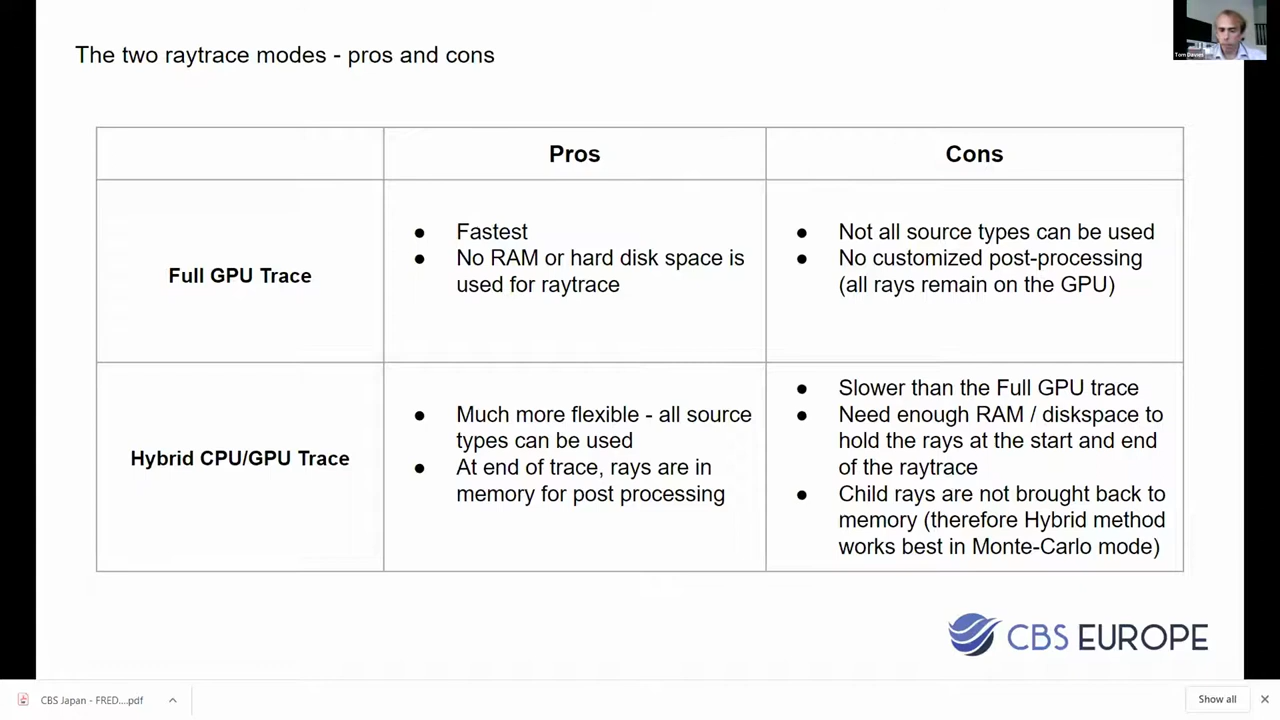 The two raytrace modes - pros and cons
Tom Davies
Pros
Cons
Full GPU Trace
● Fastest
● No RAM or hard disk space is
used for raytrace
● Not all source types can be used
● No customized post-processing
(all rays remain on the GPU)
Hybrid CPU/GPU Trace
● Much more flexible - all source
types can be used
● At end of trace, rays are in
memory for post processing
● Slower than the Full GPU trace
● Need enough RAM / diskspace to
hold the rays at the start and end
of the raytrace
● Child rays are not brought back to
memory (therefore Hybrid method
works best in Monte-Carlo mode)
CBS EUROPE
CBS Japan - FRED....pdf
Show all